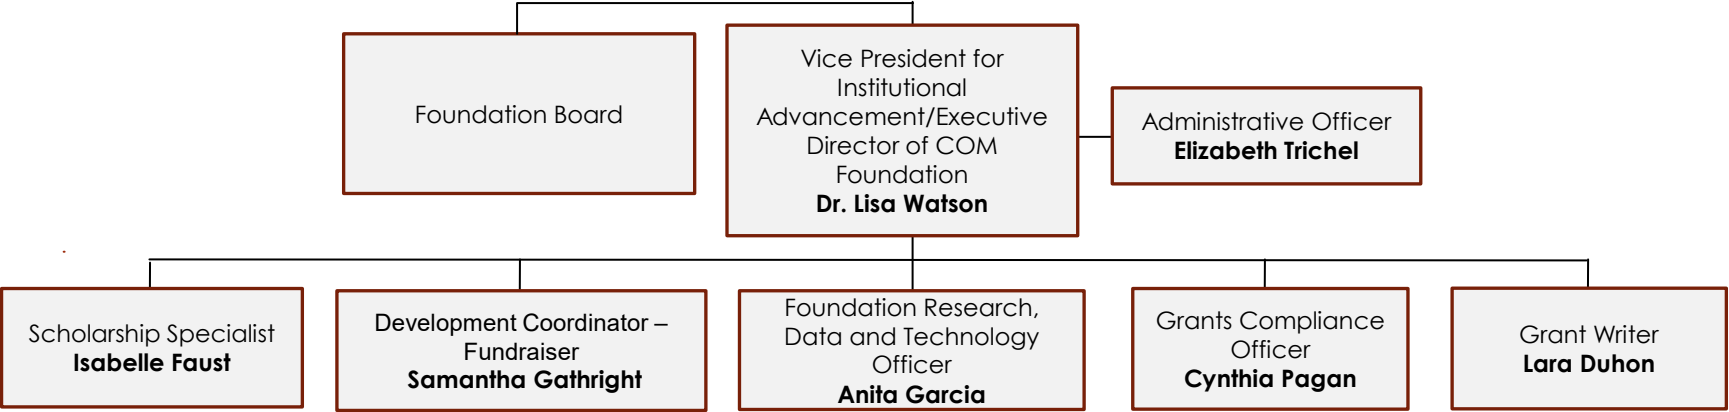 Foundation Board
Vice President for
Institutional
Advancement/Executive
Director of COM
Foundation
Dr. Lisa Watson
Administrative Officer
Elizabeth Trichel
Scholarship Specialist
Isabelle Faust
Development Coordinator –
Fundraiser
Samantha Gathright
Foundation Research,
Data and Technology
Officer
Anita Garcia
Grants Compliance
Officer
Cynthia Pagan
Grant Writer
Lara Duhon